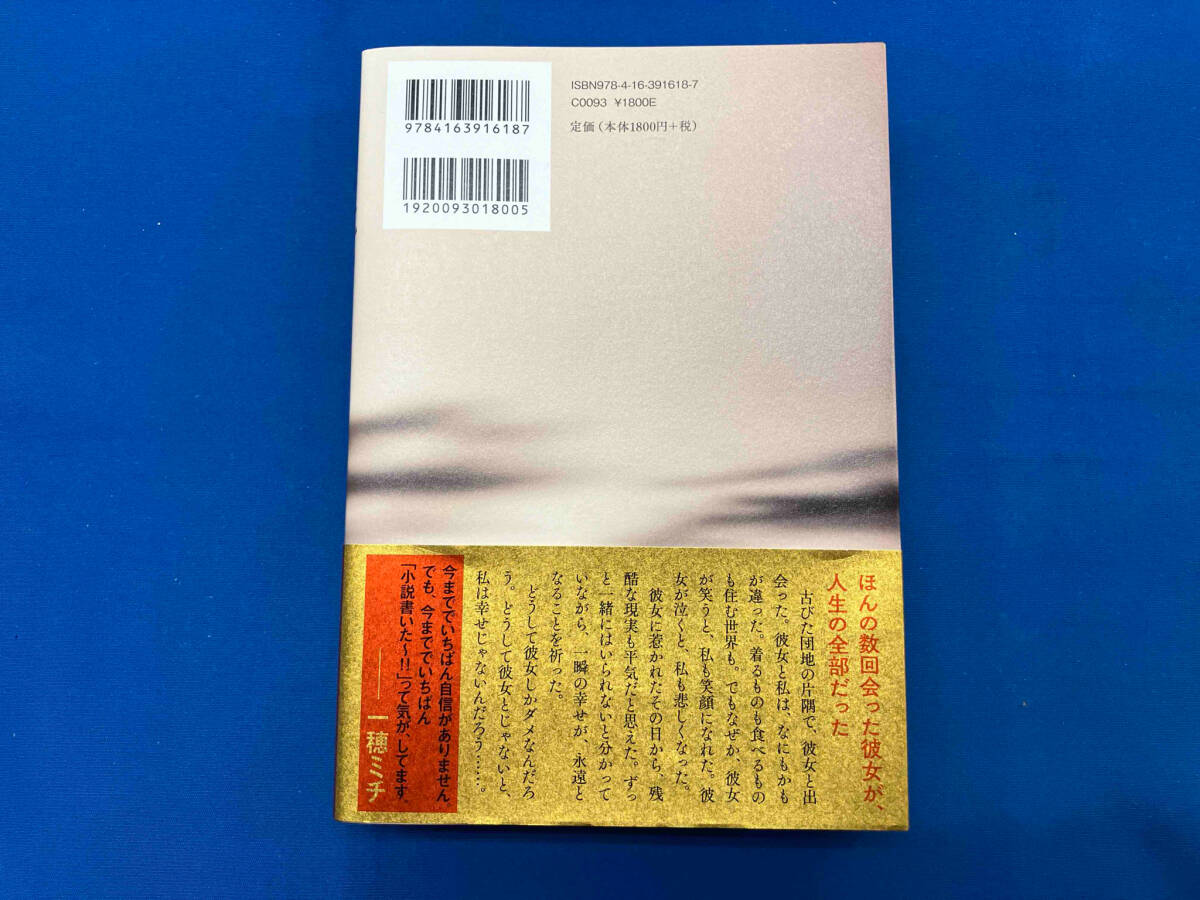 ISBN978-4-16-391618-7
C0093 ¥1800E
定価(本体1800円+税)
9784163916187
1920093018005
ほんの数回会った彼女が、
人生の全部だった
古びた団地の片隅で、彼女と出
会った。彼女と私は、なにもかも
が違った。着るものも食べるもの
も住む世界も。でもなぜか、彼女
が笑うと、私も笑顔になれた。彼
女が泣くと、私も悲しくなった。
彼女に惹かれたその日から、残
酷な現実も平気だと思えた。ずっ
と一緒にはいられないと分かって
いながら、一瞬の幸せが、永遠と
なることを祈った。
どうして彼女しかダメなんだろ
う。どうして彼女とじゃないと、
私は幸せじゃないんだろう……。
今まででいちばん自信がありません
でも、今まででいちばん
「小説書いた〜!!」って気が、してます。
——一穂ミチ